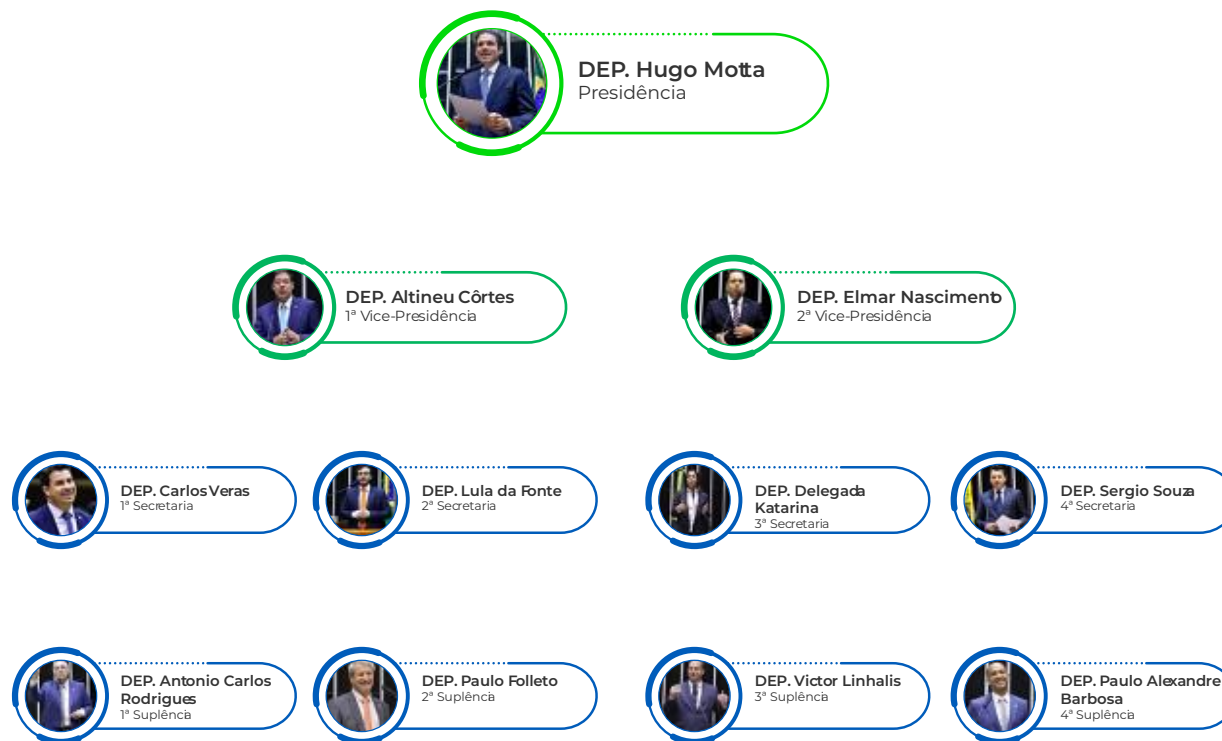 DEP. Hugo Motta
Presidência
DEP. Altineu Côrtes
1ª Vice-Presidência
DEP. Elmar Nascimento
2ª Vice-Presidência
DEP. Carlos Veras
1ª Secretaria
DEP. Lula da Fonte
2ª Secretaria
DEP. Delegada
Katarina
3ª Secretaria
DEP. Sergio Souza
4ª Secretaria
DEP. Antonio Carlos
Rodrigues
1ª Suplência
DEP. Paulo Folleto
2ª Suplência
DEP. Victor Linhalis
3ª Suplência
DEP. Paulo Alexandre
Barbosa
4ª Suplência